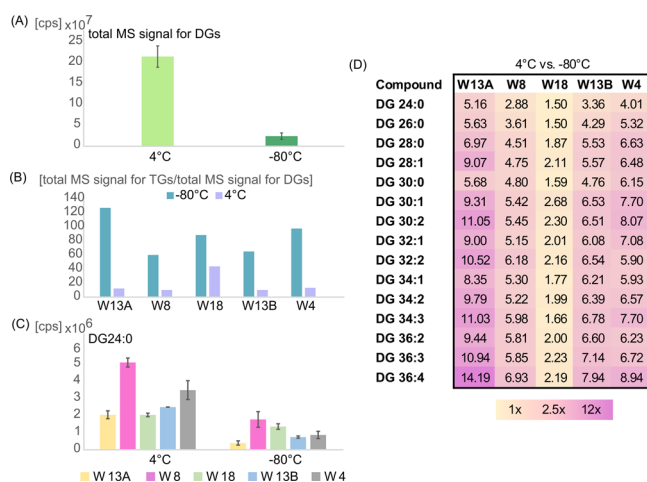 (A)
[cps] x10⁷
total MS signal for DGs
25
20
15
10
5
0
4°C -80°C
(B)
[total MS signal for TGs/total MS signal for DGs]
-80°C 4°C
140
120
100
80
60
40
20
0
W13A W8 W18 W13B W4
(C)
[cps] x10⁶
DG24:0
6
5
4
3
2
1
0
4°C -80°C
W 13A W 8 W 18 W 13B W 4
(D)
4°C vs. -80°C
Compound W13A W8 W18 W13B W4
DG 24:0 5.16 2.88 1.50 3.36 4.01
DG 26:0 5.63 3.61 1.50 4.29 5.32
DG 28:0 6.97 4.51 1.87 5.53 6.63
DG 28:1 9.07 4.75 2.11 5.57 6.48
DG 30:0 5.68 4.80 1.59 4.76 6.15
DG 30:1 9.31 5.42 2.68 6.53 7.70
DG 30:2 11.05 5.45 2.30 6.51 8.07
DG 32:1 9.00 5.15 2.01 6.08 7.08
DG 32:2 10.52 6.18 2.16 6.54 5.90
DG 34:1 8.35 5.30 1.77 6.21 5.93
DG 34:2 9.79 5.22 1.99 6.39 6.57
DG 34:3 11.03 5.98 1.66 6.78 7.70
DG 36:2 9.44 5.81 2.00 6.60 6.23
DG 36:3 10.94 5.85 2.23 7.14 6.72
DG 36:4 14.19 6.93 2.19 7.94 8.94
1x 2.5x 12x